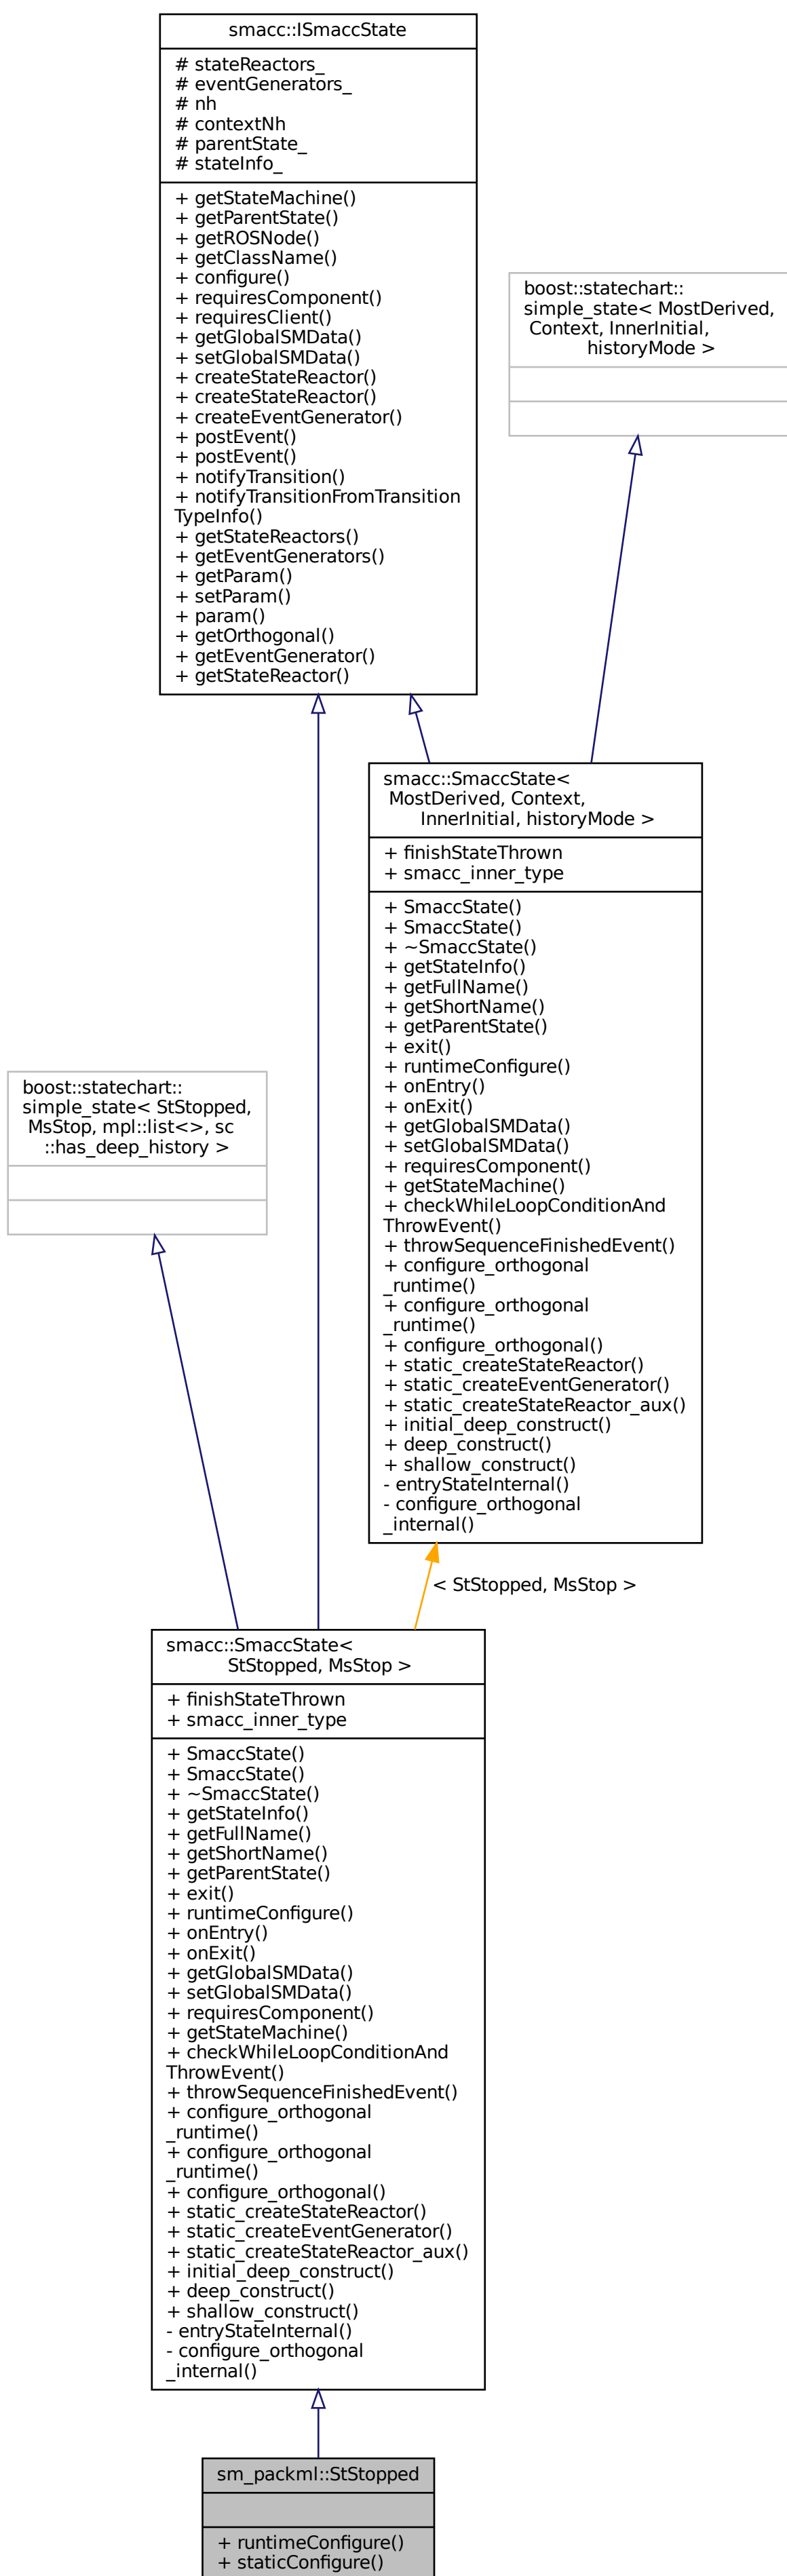 smacc::ISmaccState
# stateReactors_
# eventGenerators_
# nh
# contextNh
# parentState_
# stateInfo_
+ getStateMachine()
+ getParentState()
+ getROSNode()
+ getClassName()
+ configure()
+ requiresComponent()
+ requiresClient()
+ getGlobalSMData()
+ setGlobalSMData()
+ createStateReactor()
+ createStateReactor()
+ createEventGenerator()
+ postEvent()
+ postEvent()
+ notifyTransition()
+ notifyTransitionFromTransition
TypeInfo()
+ getStateReactors()
+ getEventGenerators()
+ getParam()
+ setParam()
+ param()
+ getOrthogonal()
+ getEventGenerator()
+ getStateReactor()
boost::statechart::
simple_state< MostDerived,
Context, InnerInitial,
historyMode >
smacc::SmaccState<
MostDerived, Context,
InnerInitial, historyMode >
+ finishStateThrown
+ smacc_inner_type
+ SmaccState()
+ SmaccState()
+ ~SmaccState()
+ getStateInfo()
+ getFullName()
+ getShortName()
+ getParentState()
+ exit()
+ runtimeConfigure()
+ onEntry()
+ onExit()
+ getGlobalSMData()
+ setGlobalSMData()
+ requiresComponent()
+ getStateMachine()
+ checkWhileLoopConditionAnd
ThrowEvent()
+ throwSequenceFinishedEvent()
+ configure_orthogonal
_runtime()
+ configure_orthogonal
_runtime()
+ configure_orthogonal()
+ static_createStateReactor()
+ static_createEventGenerator()
+ static_createStateReactor_aux()
+ initial_deep_construct()
+ deep_construct()
+ shallow_construct()
- entryStateInternal()
- configure_orthogonal
_internal()
boost::statechart::
simple_state< StStopped,
MsStop, mpl::list<>, sc
::has_deep_history >
< StStopped, MsStop >
smacc::SmaccState<
StStopped, MsStop >
+ finishStateThrown
+ smacc_inner_type
+ SmaccState()
+ SmaccState()
+ ~SmaccState()
+ getStateInfo()
+ getFullName()
+ getShortName()
+ getParentState()
+ exit()
+ runtimeConfigure()
+ onEntry()
+ onExit()
+ getGlobalSMData()
+ setGlobalSMData()
+ requiresComponent()
+ getStateMachine()
+ checkWhileLoopConditionAnd
ThrowEvent()
+ throwSequenceFinishedEvent()
+ configure_orthogonal
_runtime()
+ configure_orthogonal
_runtime()
+ configure_orthogonal()
+ static_createStateReactor()
+ static_createEventGenerator()
+ static_createStateReactor_aux()
+ initial_deep_construct()
+ deep_construct()
+ shallow_construct()
- entryStateInternal()
- configure_orthogonal
_internal()
sm_packml::StStopped
+ runtimeConfigure()
+ staticConfigure()